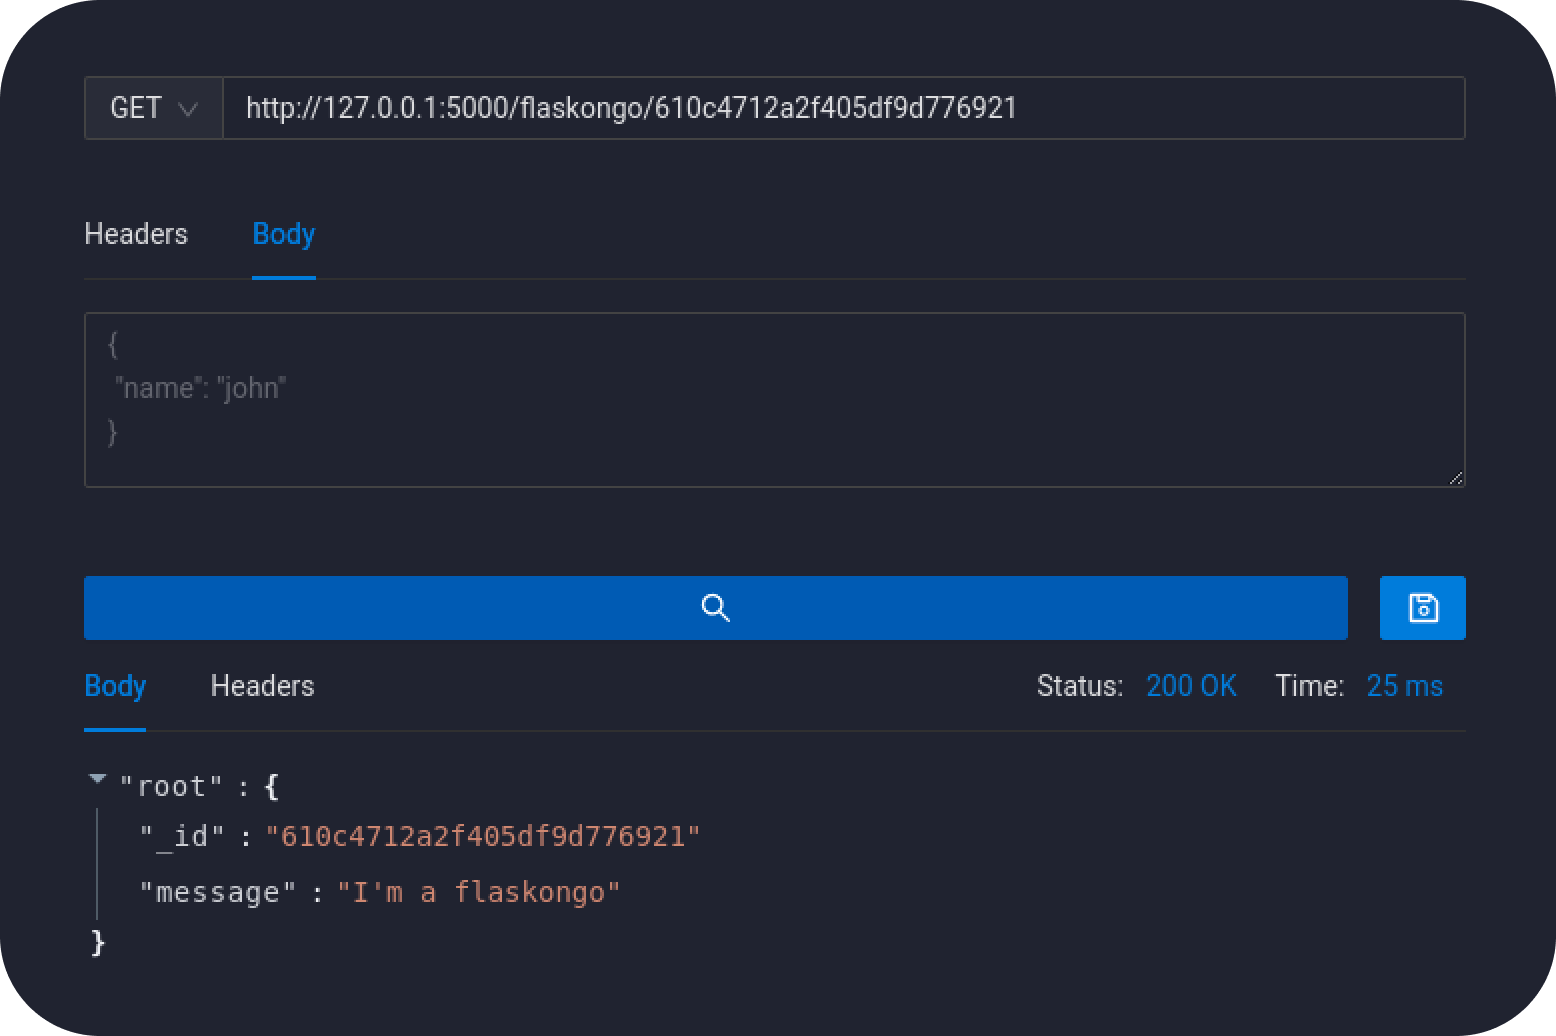 GET http://127.0.0.1:5000/flaskongo/610c4712a2f405df9d776921
Headers Body
{
"name": "john"
}
Body Headers Status: 200 OK Time: 25 ms
"root" : {
"_id" : "610c4712a2f405df9d776921"
"message" : "I'm a flaskongo"
}